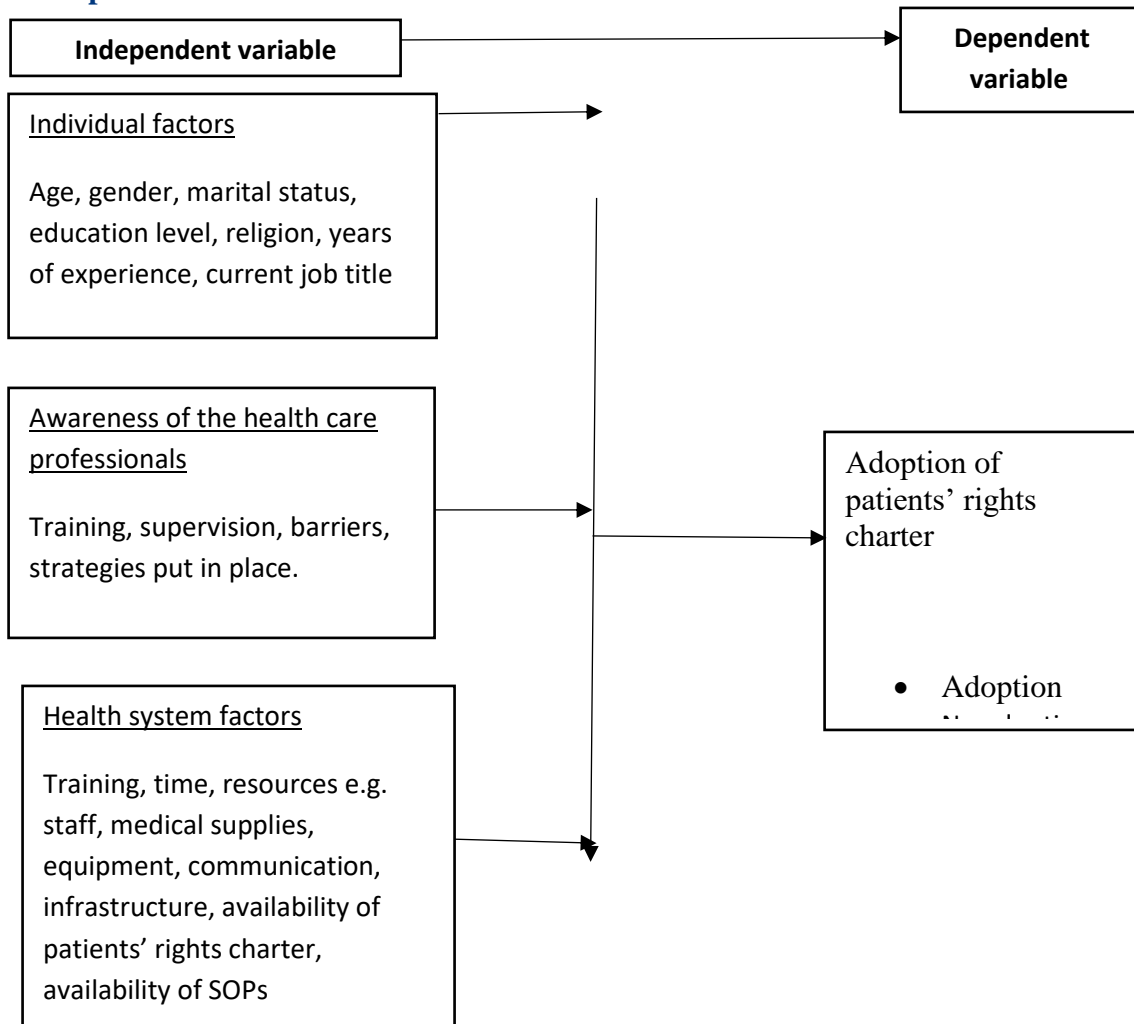 Independent variable
Dependent
variable
Individual factors
Age, gender, marital status,
education level, religion, years
of experience, current job title
Awareness of the health care
professionals
Training, supervision, barriers,
strategies put in place.
Adoption of
patients’ rights
charter
• Adoption
Health system factors
Training, time, resources e.g.
staff, medical supplies,
equipment, communication,
infrastructure, availability of
patients’ rights charter,
availability of SOPs